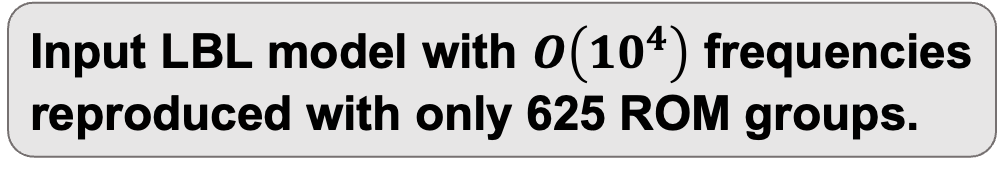 Input LBL model with O(10⁴) frequencies
reproduced with only 625 ROM groups.